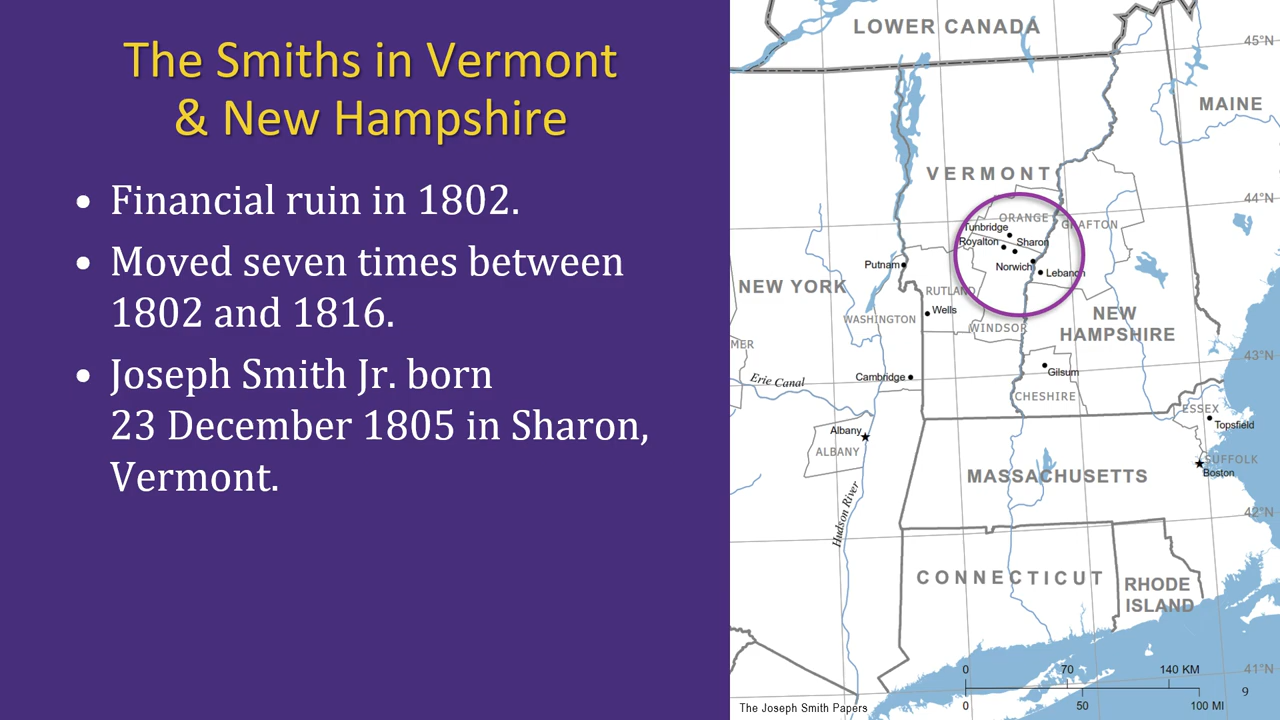 The Smiths in Vermont
& New Hampshire
• Financial ruin in 1802.
• Moved seven times between
1802 and 1816.
• Joseph Smith Jr. born
23 December 1805 in Sharon,
Vermont.
LOWER CANADA
45°N
MAINE
VERMONT
44°N
ORANGE
GRAFTON
Tunbridge
Royalton
Sharon
Norwich
Lebanon
Putnam
NEW YORK
RUTLAND
Wells
WASHINGTON
WINDSOR
NEW
HAMPSHIRE
MER
43°N
Erie Canal
Cambridge
Gilsum
CHESHIRE
ESSEX
Topsfield
Albany
ALBANY
SUFFOLK
Boston
MASSACHUSETTS
Hudson River
42°N
CONNECTICUT
RHODE
ISLAND
0 70 140 KM
41°N
0 50 100 MI
The Joseph Smith Papers
9